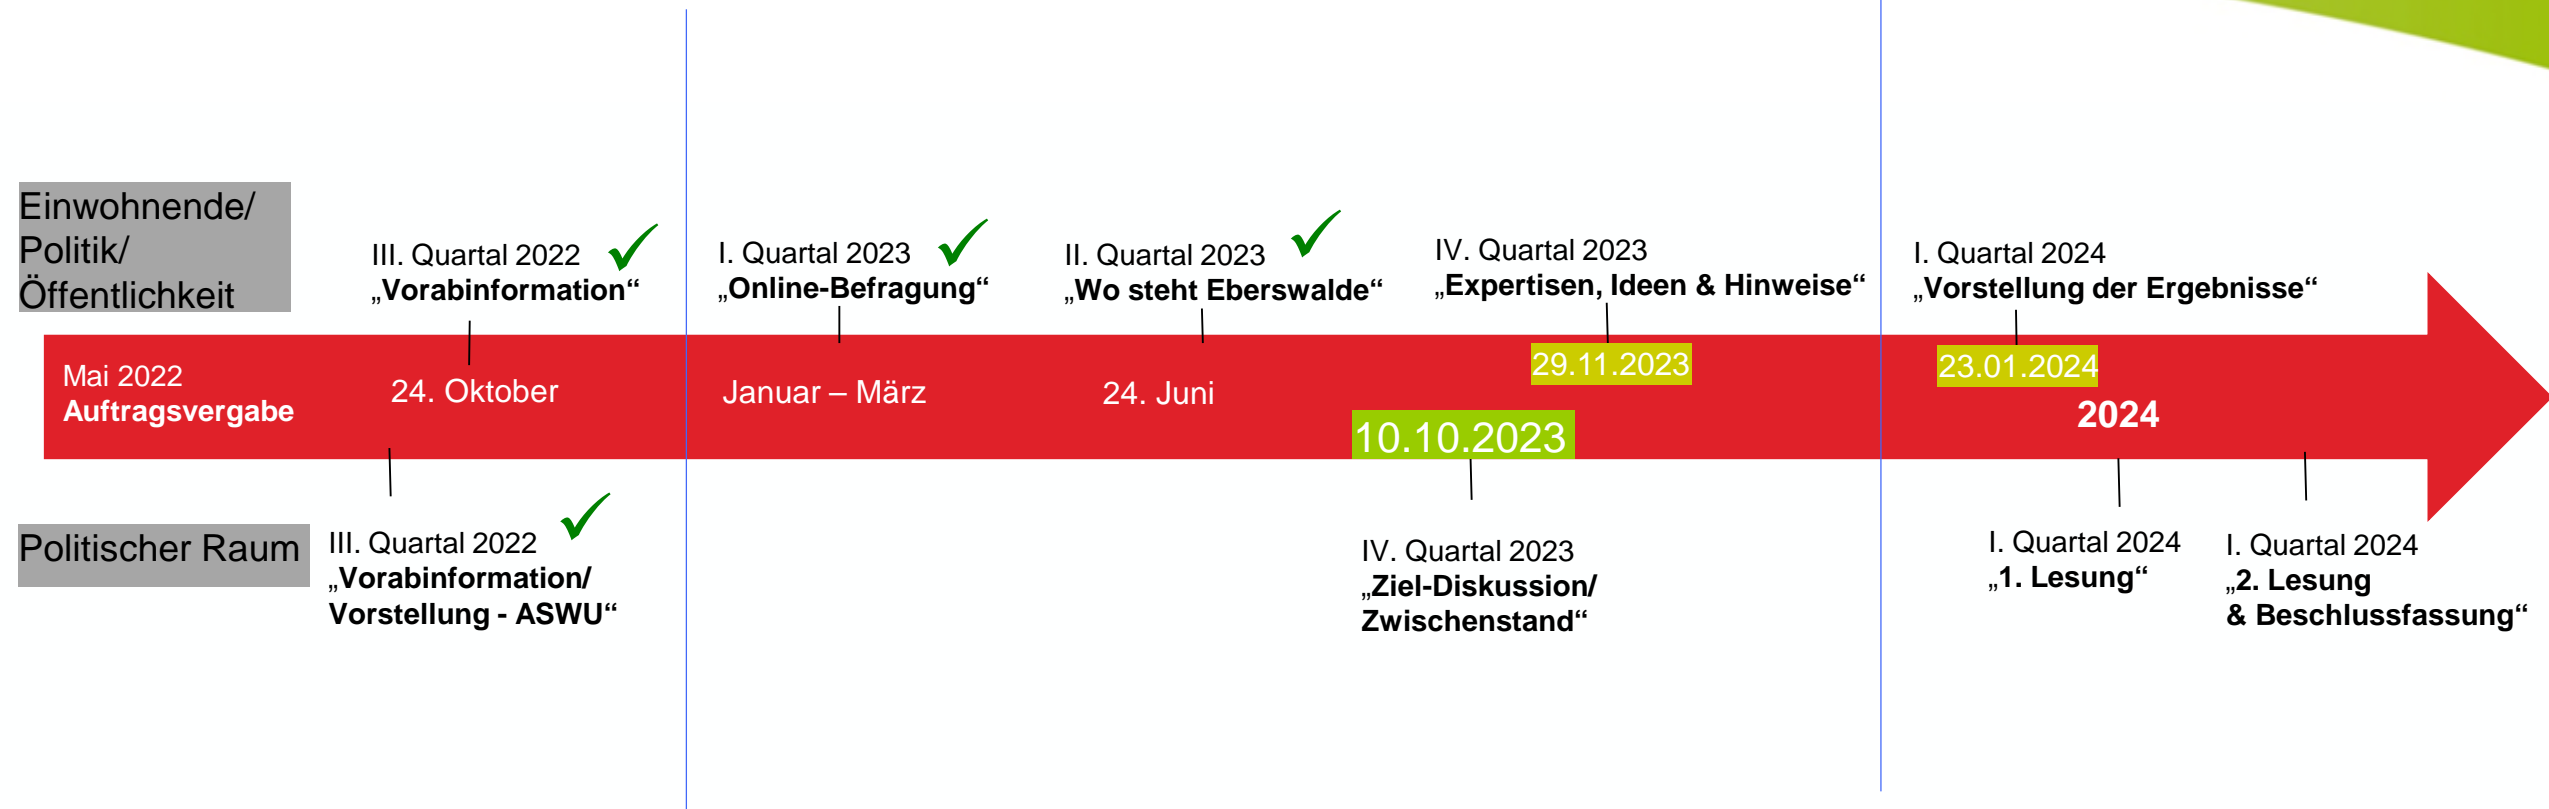 Einwohnende/
Politik/
Öffentlichkeit
III. Quartal 2022
„Vorabinformation“
I. Quartal 2023
„Online-Befragung“
II. Quartal 2023
„Wo steht Eberswalde“
IV. Quartal 2023
„Expertisen, Ideen & Hinweise“
I. Quartal 2024
„Vorstellung der Ergebnisse“
Mai 2022
Auftragsvergabe
24. Oktober
Januar – März
24. Juni
10.10.2023
29.11.2023
23.01.2024
2024
Politischer Raum
III. Quartal 2022
„Vorabinformation/
Vorstellung - ASWU“
IV. Quartal 2023
„Ziel-Diskussion/
Zwischenstand“
I. Quartal 2024
„1. Lesung“
I. Quartal 2024
„2. Lesung
& Beschlussfassung“